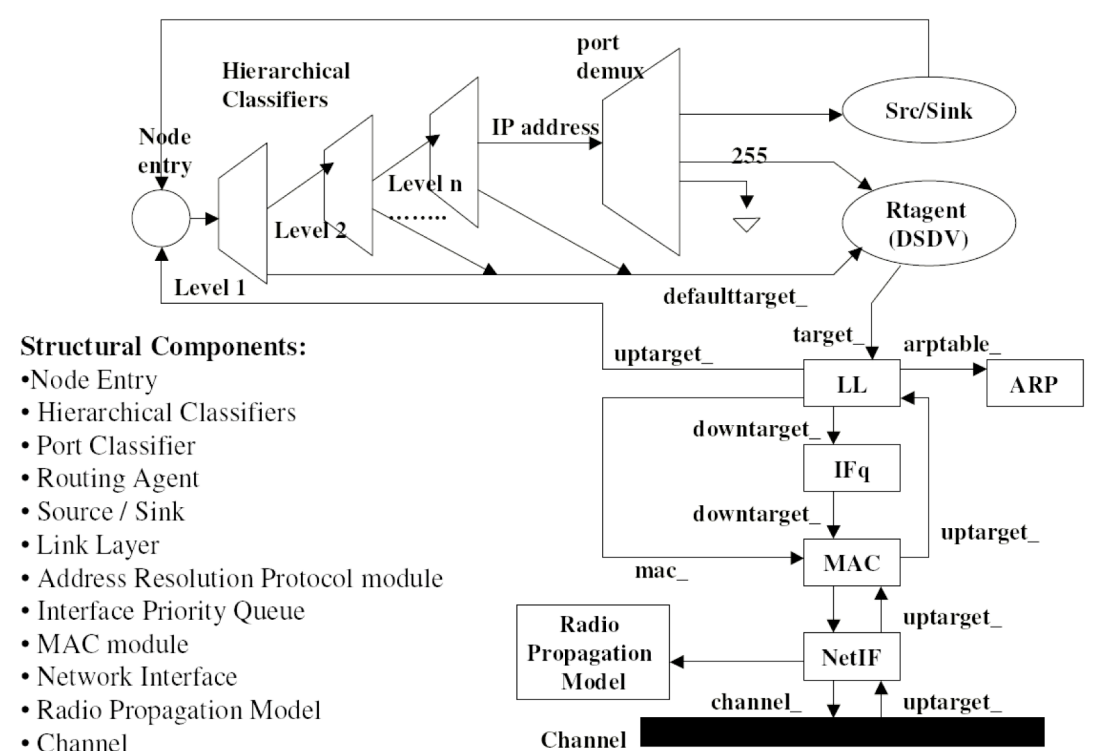 port
demux
Hierarchical
Classifiers
Src/Sink
Node
entry
IP address
255
Level n
........
Level 2
Rtagent
(DSDV)
Level 1
defaulttarget_
target_
arptable_
uptarget_
LL
ARP
downtarget_
IFq
downtarget_
uptarget_
MAC
mac_
uptarget_
Radio
Propagation
Model
NetIF
channel_
uptarget_
Channel
Structural Components:
•Node Entry
• Hierarchical Classifiers
• Port Classifier
• Routing Agent
• Source / Sink
• Link Layer
• Address Resolution Protocol module
• Interface Priority Queue
• MAC module
• Network Interface
• Radio Propagation Model
• Channel